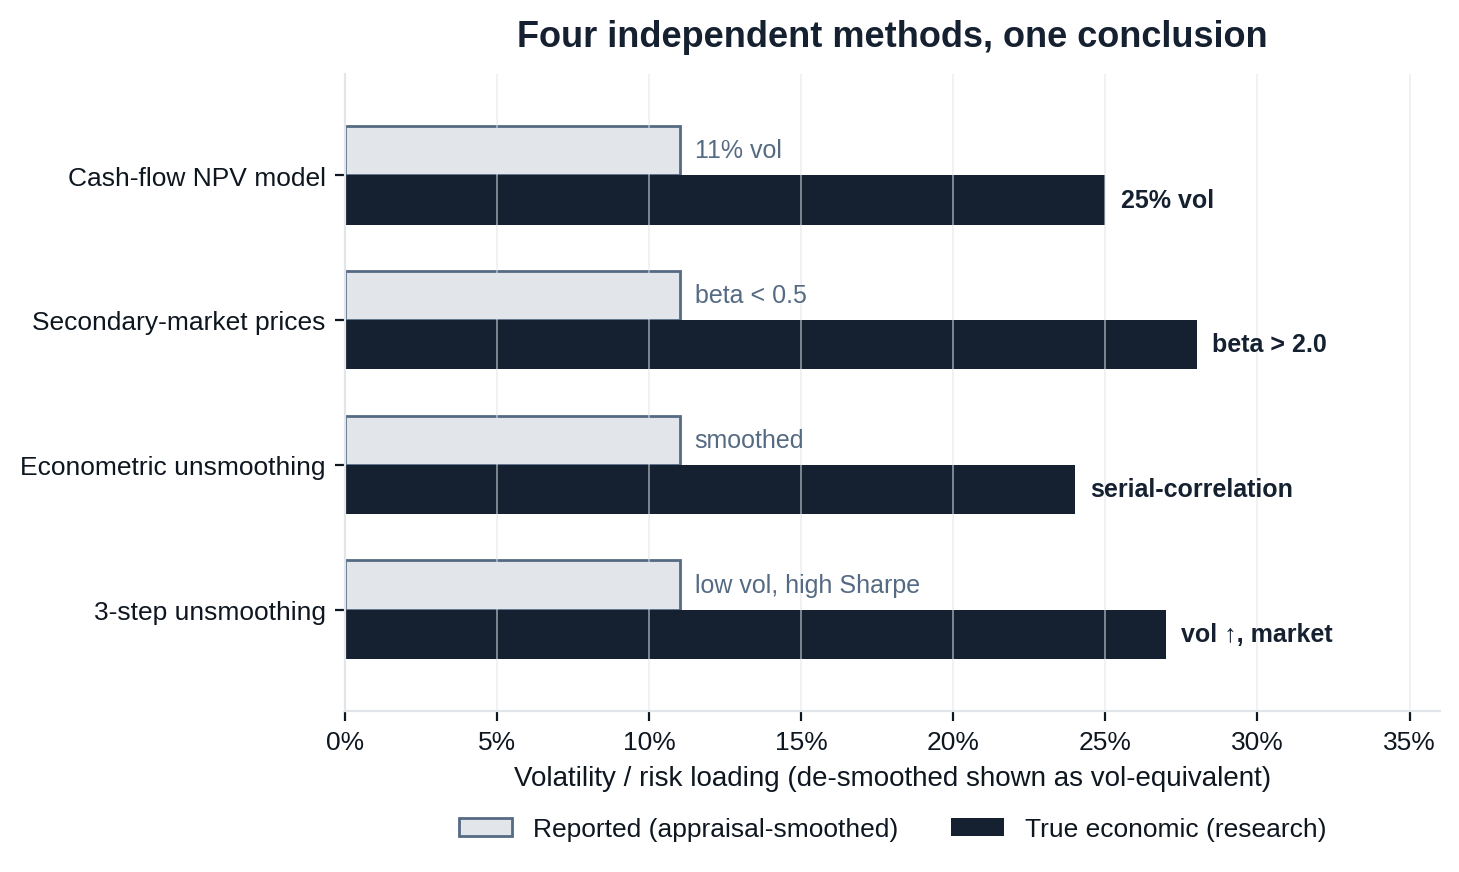 Four independent methods, one conclusion
Cash-flow NPV model
11% vol
25% vol
Secondary-market prices
beta < 0.5
beta > 2.0
Econometric unsmoothing
smoothed
serial-correlation
3-step unsmoothing
low vol, high Sharpe
vol ↑, market
0% 5% 10% 15% 20% 25% 30% 35%
Volatility / risk loading (de-smoothed shown as vol-equivalent)
Reported (appraisal-smoothed) True economic (research)